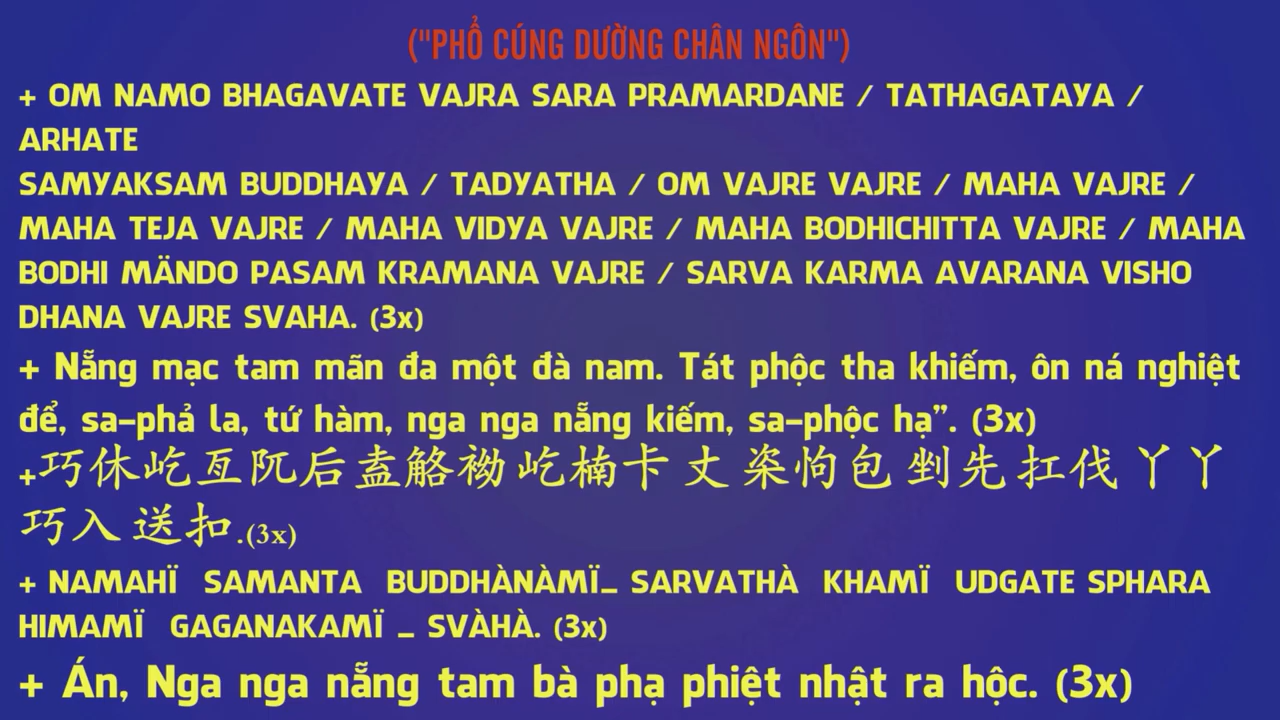 ("PHỔ CÚNG DƯỜNG CHÂN NGÔN")
+ OM NAMO BHAGAVATE VAJRA SARA PRAMARDANE / TATHAGATAYA /
ARHATE
SAMYAKSAM BUDDHAYA / TADYATHA / OM VAJRE VAJRE / MAHA VAJRE /
MAHA TEJA VAJRE / MAHA VIDYA VAJRE / MAHA BODHICHITTA VAJRE / MAHA
BODHI MÄNDO PASAM KRAMANA VAJRE / SARVA KARMA AVARANA VISHO
DHANA VAJRE SVAHA. (3x)
+ Nẵng mạc tam mãn đa một đà nam. Tát phộc tha khiếm, ôn ná nghiệt
để, sa-phả la, tứ hàm, nga nga nẵng kiếm, sa-phộc hạ”. (3x)
+巧休屹亙阢后盍觡袎屹楠卡丈 姿恦包 剉先扛伐丫丫
巧入送扣.(3x)
+ NAMAHÏ SAMANTA BUDDHÀNÀMÏ_ SARVATHÀ KHAMÏ UDGATE SPHARA
HIMAMÏ GAGANAKAMÏ _ SVÀHÀ. (3x)
+ Án, Nga nga nẵng tam bà phạ phiệt nhật ra hộc. (3x)